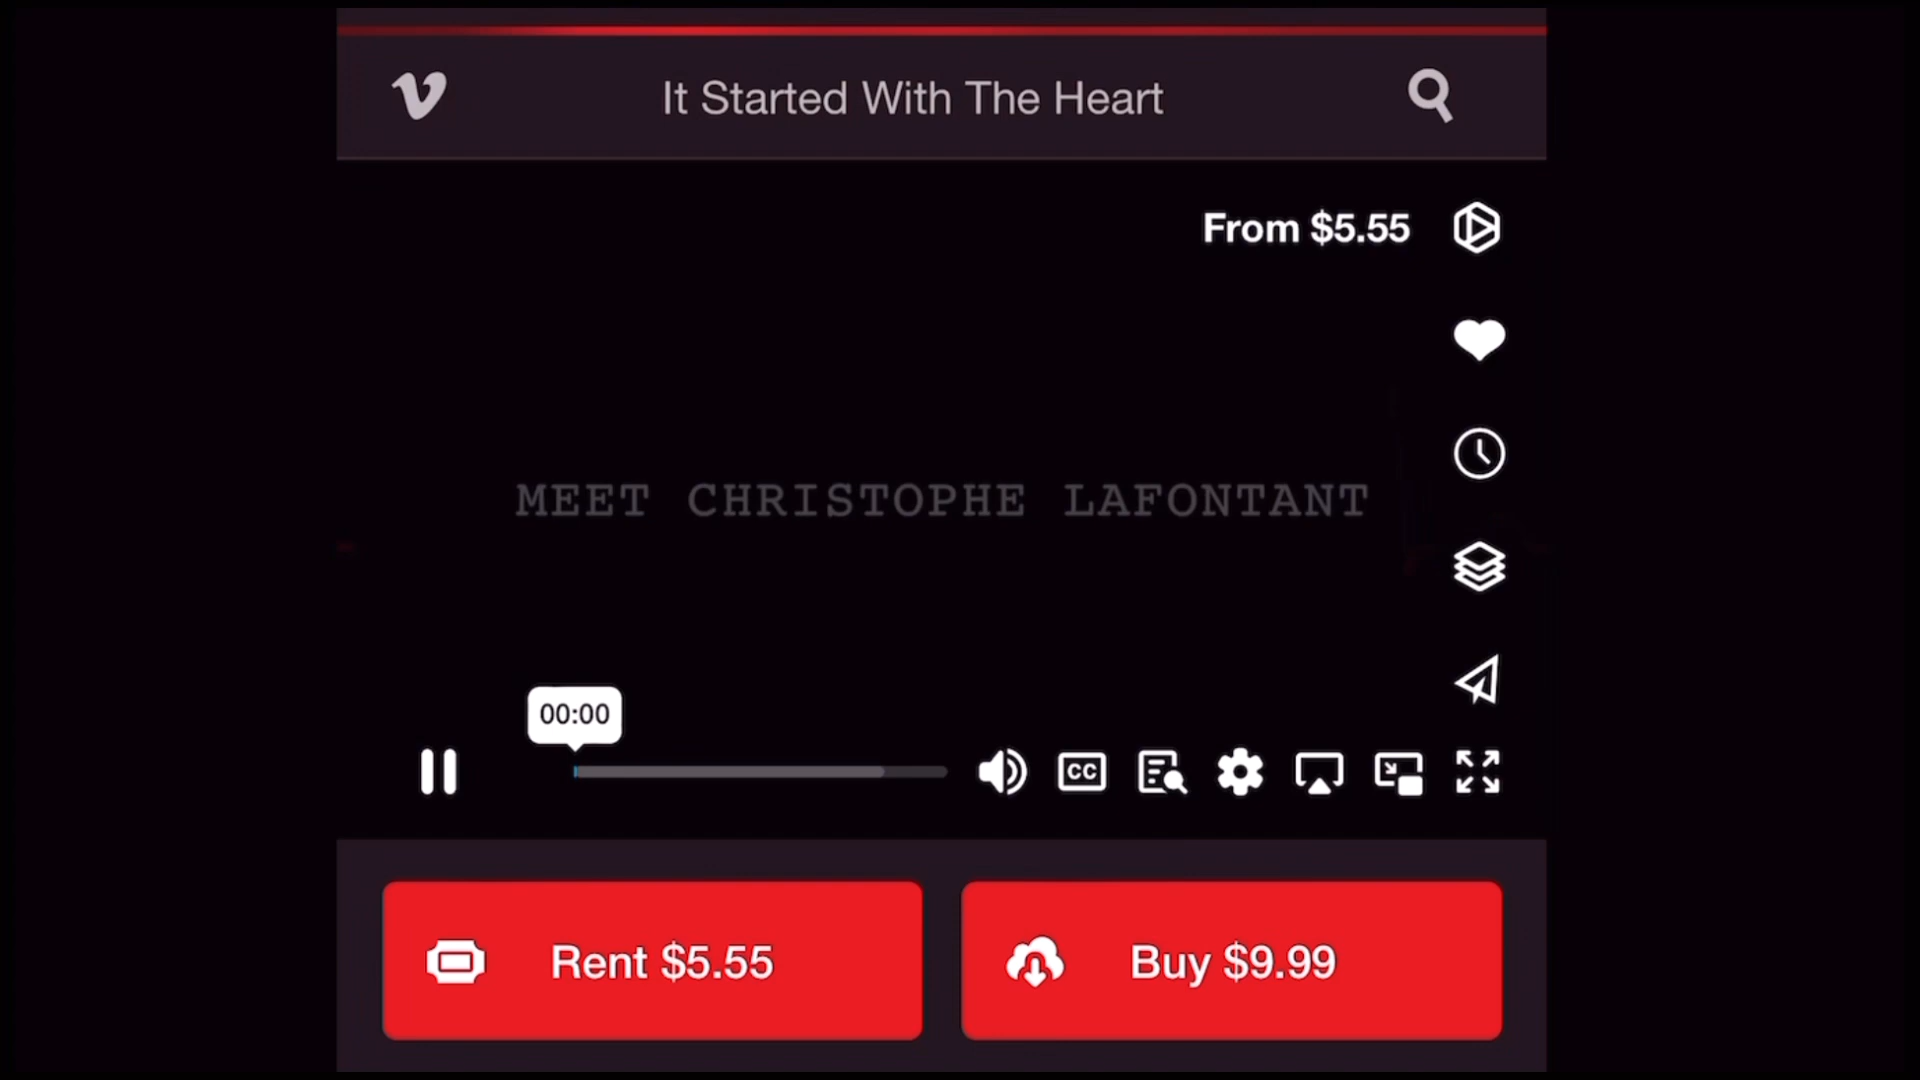 It Started With The Heart
From $5.55
MEET CHRISTOPHE LAFONTANT
00:00
CC
Rent $5.55
Buy $9.99